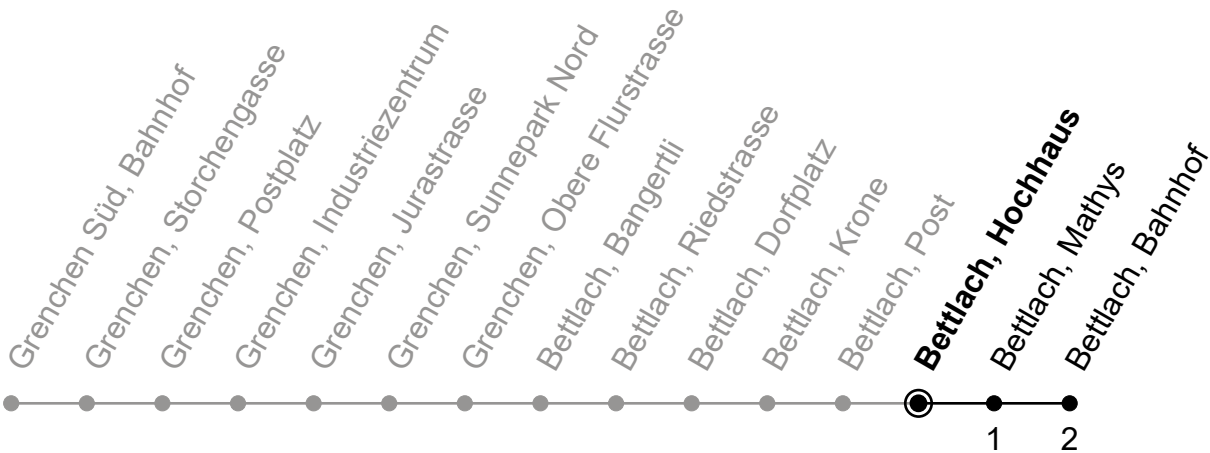 Grenchen Süd, Bahnhof
Grenchen, Storchengasse
Grenchen, Postplatz
Grenchen, Industriezentrum
Grenchen, Jurastrasse
Grenchen, Sunnepark Nord
Grenchen, Obere Flurstrasse
Bettlach, Bangertli
Bettlach, Riedstrasse
Bettlach, Dorfplatz
Bettlach, Krone
Bettlach, Post
Bettlach, Hochhaus
Bettlach, Mathys
Bettlach, Bahnhof
1 2